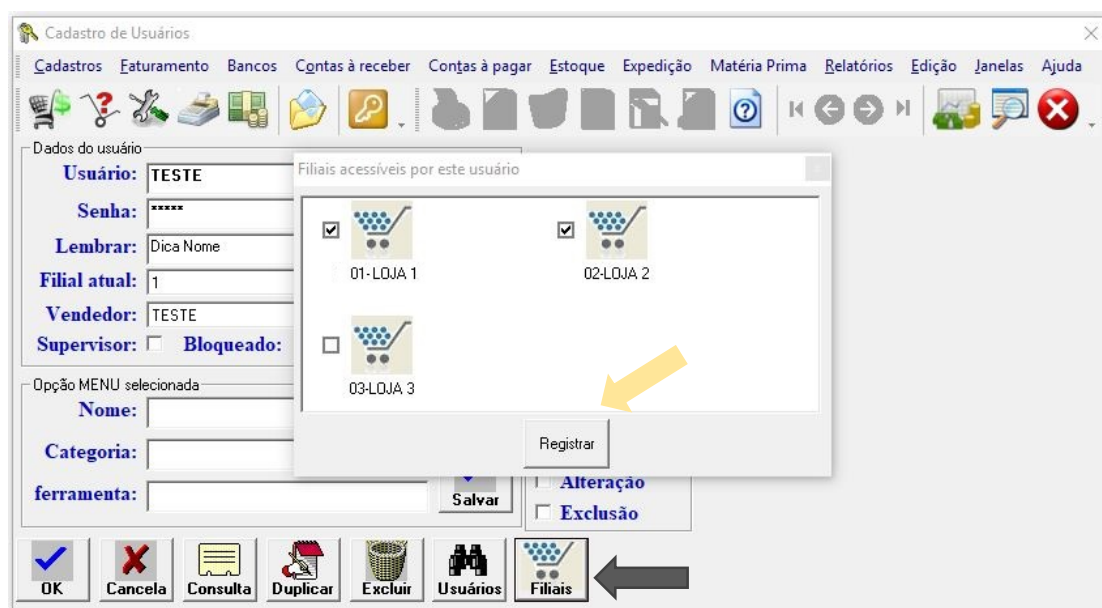 Cadastro de Usuários
Cadastros Faturamento Bancos Contas à receber Contas à pagar Estoque Expedição Matéria Prima Relatórios Edição Janelas Ajuda
Dados do usuário
Usuário: TESTE
Senha: *****
Lembrar: Dica Nome
Filial atual: 1
Vendedor: TESTE
Supervisor: Bloqueado:
Filiais acessíveis por este usuário
01-LOJA 1
02-LOJA 2
03-LOJA 3
Registrar
Opção MENU selecionada
Nome:
Categoria:
ferramenta:
Salvar
Alteração
Exclusão
OK Cancela Consulta Duplicar Excluir Usuários Filiais